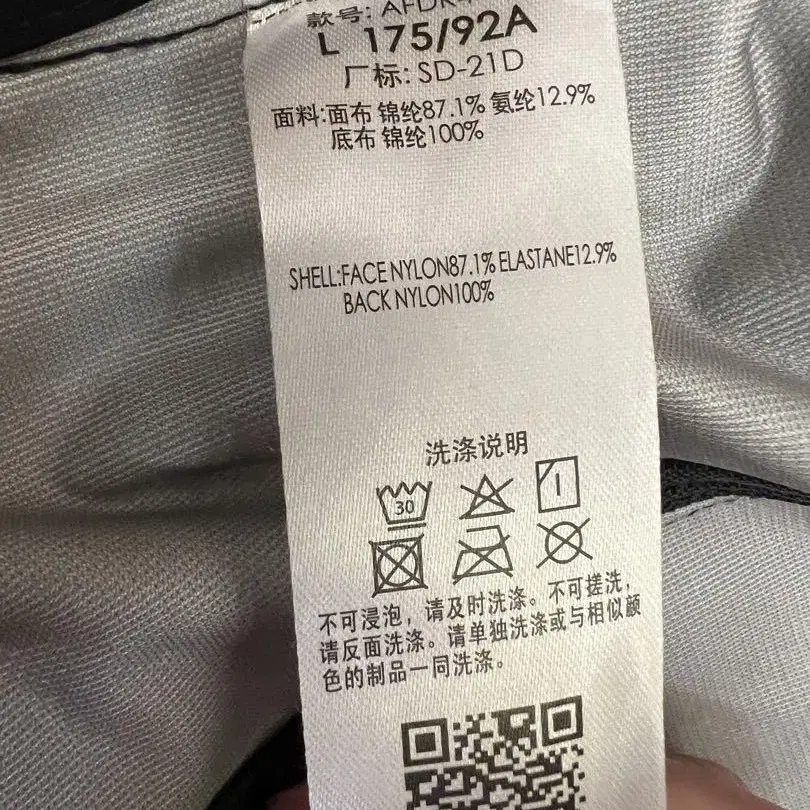 款号: AFDR
L 175/92A
厂标: SD-21D
面料:面布 锦纶87.1% 氨纶12.9%
底布 锦纶100%
SHELL:FACE NYLON87.1% ELASTANE12.9%
BACK NYLON100%
洗涤说明
30
不可浸泡，请及时洗涤。不可搓洗，
请反面洗涤。请单独洗涤或与相似颜
色的制品一同洗涤。